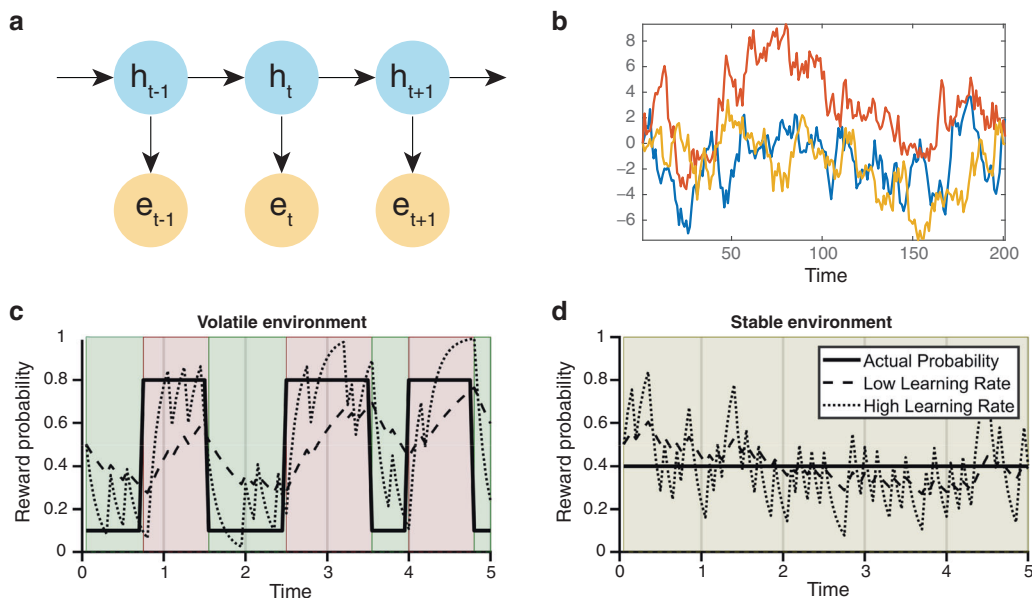 a
h t-1
h t
h t+1
e t-1
e t
e t+1
b
8
6
4
2
0
-2
-4
-6
50
100
150
200
Time
c
Volatile environment
Reward probability
1
0.8
0.6
0.4
0.2
0
0
1
2
3
4
5
Time
d
Stable environment
Reward probability
1
0.8
0.6
0.4
0.2
0
Actual Probability
Low Learning Rate
High Learning Rate
0
1
2
3
4
5
Time